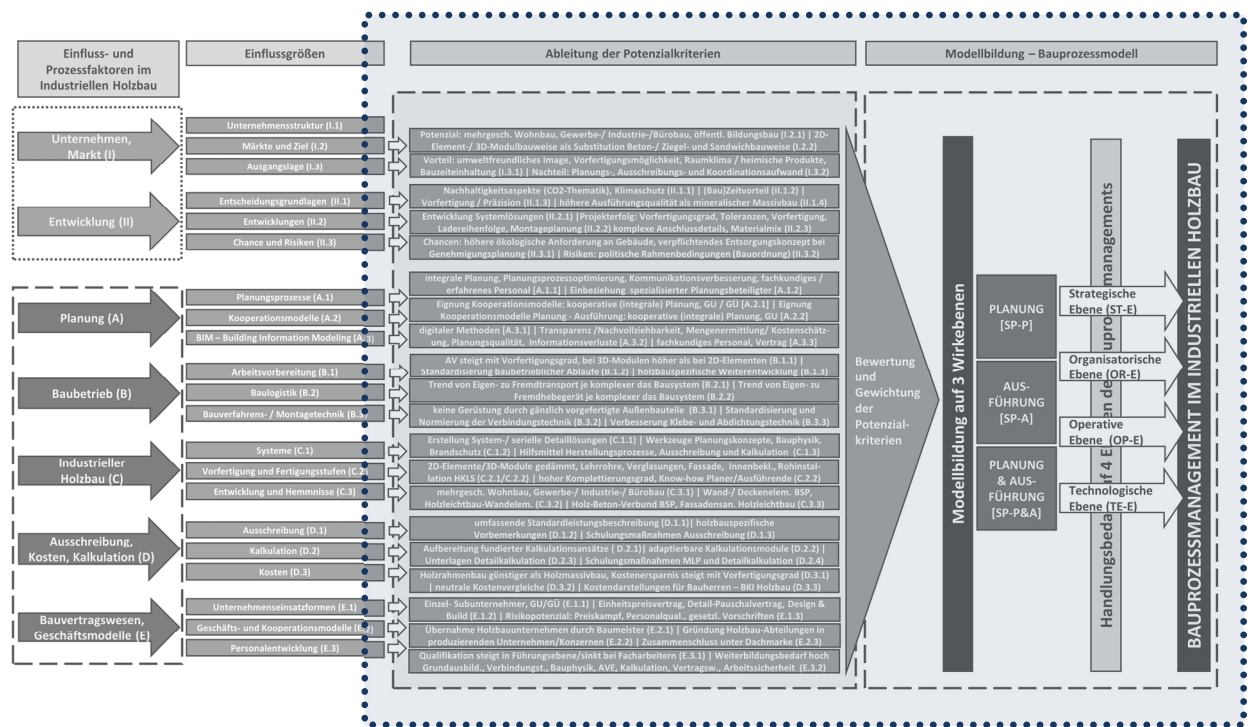 Einfluss- und
Prozessfaktoren im
Industriellen Holzbau
Einflussgrößen
Ableitung der Potenzialkriterien
Modellbildung – Bauprozessmodell
Unternehmen,
Markt (I)
Unternehmensstruktur (I.1)
Märkte und Ziel (I.2)
Ausgangslage (I.3)
Potenzial: mehrgesch. Wohnbau, Gewerbe-/ Industrie-/Bürobau, öffentl. Bildungsbau (I.2.1) | 2D-
Element-/ 3D-Modulbauweise als Substitution Beton-/ Ziegel- und Sandwichbauweise (I.2.2)
Vorteil: umweltfreundliches Image, Vorfertigungsmöglichkeit, Raumklima / heimische Produkte,
Bauzeiteinhaltung (I.3.1) | Nachteil: Planungs-, Ausschreibungs- und Koordinationsaufwand (I.3.2)
Entwicklung (II)
Entscheidungsgrundlagen (II.1)
Entwicklungen (II.2)
Chance und Risiken (II.3)
Nachhaltigkeitsaspekte (CO2-Thematik), Klimaschutz (II.1.1) | (Bau)Zeitvorteil (II.1.2) |
Vorfertigung / Präzision (II.1.3) | höhere Ausführungsqualität als mineralischer Massivbau (II.1.4)
Entwicklung Systemlösungen (II.2.1) |Projekterfolg: Vorfertigungsgrad, Toleranzen, Vorfertigung,
Ladereihenfolge, Montageplanung (II.2.2) komplexe Anschlussdetails, Materialmix (II.2.3)
Chancen: höhere ökologische Anforderung an Gebäude, verpflichtendes Entsorgungskonzept bei
Genehmigungsplanung (II.3.1) | Risiken: politische Rahmenbedingungen (Bauordnung) (II.3.2)
Planung (A)
Planungsprozesse (A.1)
Kooperationsmodelle (A.2)
BIM – Building Information Modeling (A.3)
integrale Planung, Planungsprozessoptimierung, Kommunikationsverbesserung, fachkundiges /
erfahrenes Personal [A.1.1] | Einbeziehung spezialisierter Planungsbeteiligter [A.1.2]
Eignung Kooperationsmodelle: kooperative (integrale) Planung, GU / GÜ [A.2.1] | Eignung
Kooperationsmodelle Planung - Ausführung: kooperative (integrale) Planung, GU [A.2.2]
digitaler Methoden [A.3.1] | Transparenz /Nachvollziehbarkeit, Mengenermittlung/ Kostenschätz-
ung, Planungsqualität, Informationsverluste [A.3.2] | fachkundiges Personal, Vertrag [A.3.3]
Baubetrieb (B)
Arbeitsvorbereitung (B.1)
Baulogistik (B.2)
Bauverfahrens- / Montagetechnik (B.3)
AV steigt mit Vorfertigungsgrad, bei 3D-Modulen höher als bei 2D-Elementen (B.1.1) |
Standardisierung baubetrieblicher Abläufe (B.1.2) | holzbauspezifische Weiterentwicklung (B.1.3)
Trend von Eigen- zu Fremdtransport je komplexer das Bausystem (B.2.1) | Trend von Eigen- zu
Fremdhebegerät je komplexer das Bausystem (B.2.2)
keine Gerüstung durch gänzlich vorgefertigte Außenbauteile (B.3.1) | Standardisierung und
Normierung der Verbindungstechnik (B.3.2) | Verbesserung Klebe- und Abdichtungstechnik (B.3.3)
Industrieller
Holzbau (C)
Systeme (C.1)
Vorfertigung und Fertigungsstufen (C.2)
Entwicklung und Hemmnisse (C.3)
Erstellung System-/ serielle Detaillösungen (C.1.1) | Werkzeuge Planungskonzepte, Bauphysik,
Brandschutz (C.1.2) | Hilfsmittel Herstellungsprozesse, Ausschreibung und Kalkulation (C.1.3)
2D-Elemente/3D-Module gedämmt, Lehrrohre, Verglasungen, Fassade, Innenbekl., Rohinstal-
lation HKLS (C.2.1/C.2.2) | hoher Komplettierungsgrad, Know-how Planer/Ausführende (C.2.2)
mehrgesch. Wohnbau, Gewerbe-/ Industrie-/ Bürobau (C.3.1) | Wand-/ Deckenelem. BSP,
Holzleichtbau-Wandelem. (C.3.2) | Holz-Beton-Verbund BSP, Fassadensan. Holzleichtbau (C.3.3)
Ausschreibung,
Kosten, Kalkulation (D)
Ausschreibung (D.1)
Kalkulation (D.2)
Kosten (D.3)
umfassende Standardleistungsbeschreibung (D.1.1)| holzbauspezifische
Vorbemerkungen (D.1.2) | Schulungsmaßnahmen Ausschreibung (D.1.3)
Aufbereitung fundierter Kalkulationsansätze ( D.2.1)| adaptierbare Kalkulationsmodule (D.2.2)|
Unterlagen Detailkalkulation (D.2.3) | Schulungsmaßnahmen MLP und Detailkalkulation (D.2.4)
Holzrahmenbau günstiger als Holzmassivbau, Kostenersparnis steigt mit Vorfertigungsgrad (D.3.1)
| neutrale Kostenvergleiche (D.3.2) | Kostendarstellungen für Bauherren – BKI Holzbau (D.3.3)
Bauvertragswesen,
Geschäftsmodelle (E)
Unternehmenseinsatzformen (E.1)
Geschäfts- und Kooperationsmodelle (E.2)
Personalentwicklung (E.3)
Einzel- Subunternehmer, GU/GÜ (E.1.1) | Einheitspreisvertrag, Detail-Pauschalvertrag, Design &
Build (E.1.2) | Risikopotenzial: Preiskampf, Personalqual., gesetzl. Vorschriften (E.1.3)
Übernahme Holzbauunternehmen durch Baumeister (E.2.1) | Gründung Holzbau-Abteilungen in
produzierenden Unternehmen/Konzernen (E.2.2) | Zusammenschluss unter Dachmarke (E.2.3)
Qualifikation steigt in Führungsebene/sinkt bei Facharbeitern (E.3.1) | Weiterbildungsbedarf hoch
Grundausbild., Verbindungst., Bauphysik, AVE, Kalkulation, Vertragsw., Arbeitssicherheit (E.3.2)
Bewertung
und
Gewichtung
der
Potenzial-
kriterien
Modellbildung auf 3 Wirkebenen
PLANUNG
[SP-P]
AUS-
FÜHRUNG
[SP-A]
PLANUNG
& AUS-
FÜHRUNG
[SP-P&A]
Strategische
Ebene (ST-E)
Organisatorische
Ebene (OR-E)
Operative
Ebene (OP-E)
Technologische
Ebene (TE-E)
BAUPROZESSMANAGEMENT IM INDUSTRIELLEN HOLZBAU